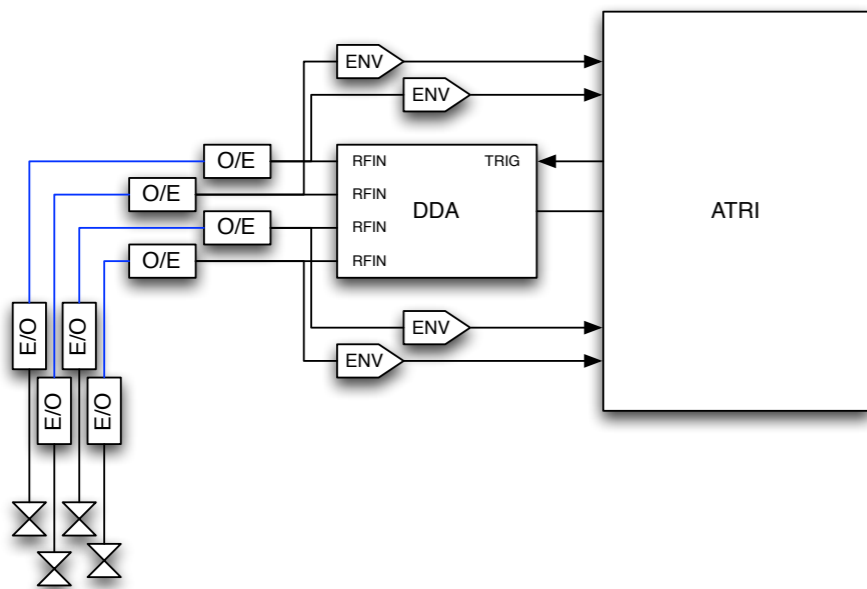 ENV
ENV
O/E
RFIN
TRIG
O/E
RFIN
DDA
ATRI
O/E
RFIN
O/E
RFIN
E/O
E/O
ENV
ENV
E/O
E/O